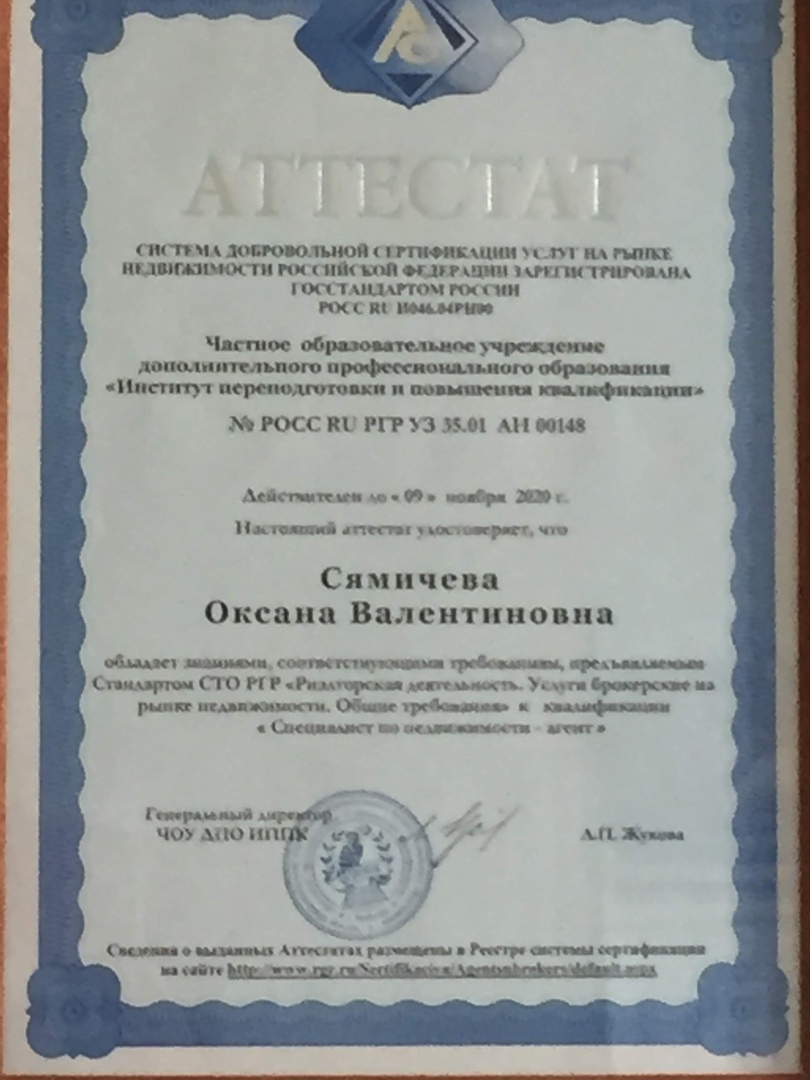 АТТЕСТАТ
СИСТЕМА ДОБРОВОЛЬНОЙ СЕРТИФИКАЦИИ УСЛУГ НА РЫНКЕ
НЕДВИЖИМОСТИ РОССИЙСКОЙ ФЕДЕРАЦИИ ЗАРЕГИСТРИРОВАНА
ГОССТАНДАРТОМ РОССИИ
РОСС RU И046.04РН00
Частное образовательное учреждение
дополнительного профессионального образования
«Институт переподготовки и повышения квалификации»
№ РОСС RU РГР УЗ 35.01 АН 00148
Действителен до « 09 » ноября 2020 г.
Настоящий аттестат удостоверяет, что
Сямичева
Оксана Валентиновна
обладает знаниями, соответствующими требованиям, предъявляемым
Стандартом СТО РГР «Риэлторская деятельность. Услуги брокерские на
рынке недвижимости. Общие требования» к квалификации
« Специалист по недвижимости - агент »
Генеральный директор
ЧОУ ДПО ИППК
А.П. Жукова
Сведения о выданных Аттестатах размещены в Реестре системы сертификации
на сайте